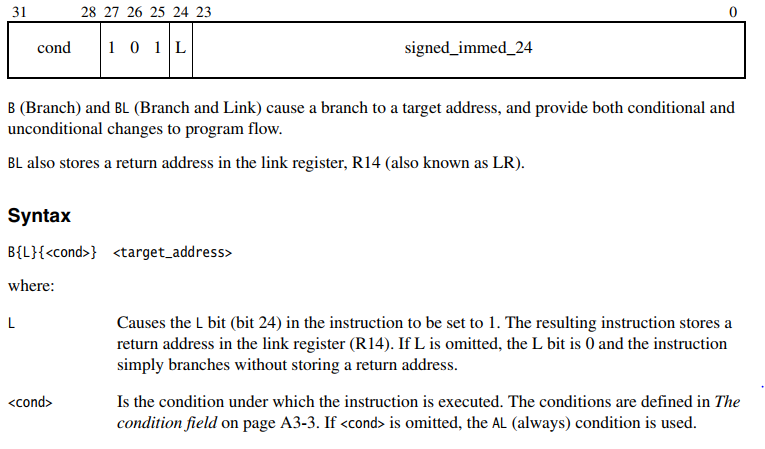 31 28 27 26 25 24 23 0
cond 1 0 1 L signed_immed_24
B (Branch) and BL (Branch and Link) cause a branch to a target address, and provide both conditional and
unconditional changes to program flow.
BL also stores a return address in the link register, R14 (also known as LR).
Syntax
B{L}{<cond>} <target_address>
where:
L Causes the L bit (bit 24) in the instruction to be set to 1. The resulting instruction stores a
return address in the link register (R14). If L is omitted, the L bit is 0 and the instruction
simply branches without storing a return address.
<cond> Is the condition under which the instruction is executed. The conditions are defined in The
condition field on page A3-3. If <cond> is omitted, the AL (always) condition is used.